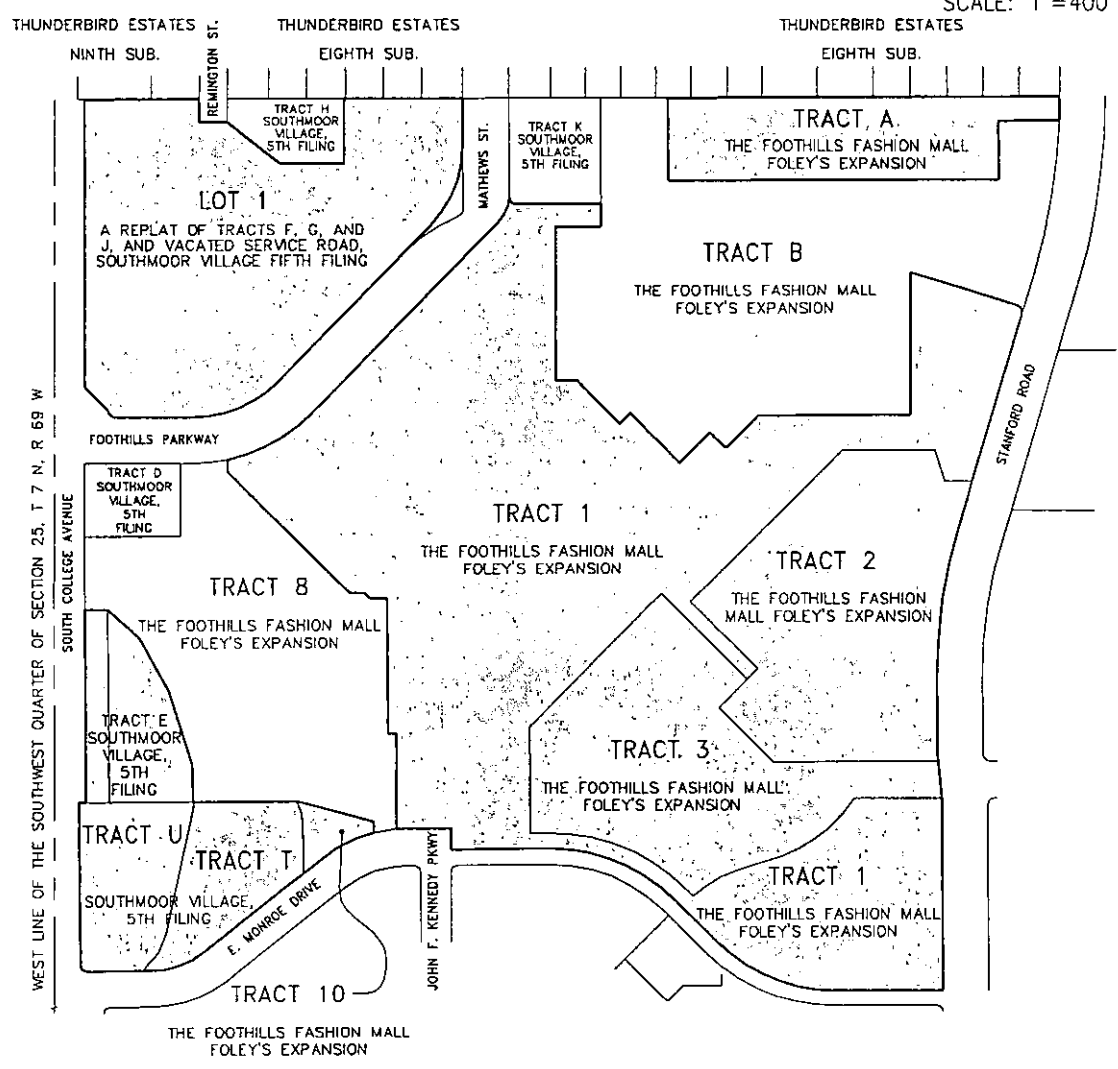 SCALE: 1"=400'
THUNDERBIRD ESTATES
NINTH SUB.
REMINGTON ST.
THUNDERBIRD ESTATES
EIGHTH SUB.
THUNDERBIRD ESTATES
EIGHTH SUB.
TRACT H
SOUTHMOOR
VILLAGE,
5TH FILING
MATHEWS ST.
TRACT K
SOUTHMOOR
VILLAGE,
5TH FILING
TRACT A
THE FOOTHILLS FASHION MALL
FOLEY'S EXPANSION
LOT 1
A REPLAT OF TRACTS F, G, AND
J, AND VACATED SERVICE ROAD,
SOUTHMOOR VILLAGE FIFTH FILING
TRACT B
THE FOOTHILLS FASHION MALL
FOLEY'S EXPANSION
STANFORD ROAD
FOOTHILLS PARKWAY
TRACT D
SOUTHMOOR
VILLAGE,
5TH
FILING
WEST LINE OF THE SOUTHWEST QUARTER OF SECTION 25, T 7 N, R 69 W
SOUTH COLLEGE AVENUE
TRACT 1
THE FOOTHILLS FASHION MALL
FOLEY'S EXPANSION
TRACT 2
THE FOOTHILLS FASHION
MALL FOLEY'S EXPANSION
TRACT 8
THE FOOTHILLS FASHION MALL
FOLEY'S EXPANSION
TRACT E
SOUTHMOOR
VILLAGE,
5TH
FILING
TRACT 3
THE FOOTHILLS FASHION MALL
FOLEY'S EXPANSION
TRACT U
TRACT T
SOUTHMOOR VILLAGE,
5TH FILING
E. MONROE DRIVE
JOHN F. KENNEDY PKWY
TRACT 1
THE FOOTHILLS FASHION MALL
FOLEY'S EXPANSION
TRACT 10
THE FOOTHILLS FASHION MALL
FOLEY'S EXPANSION